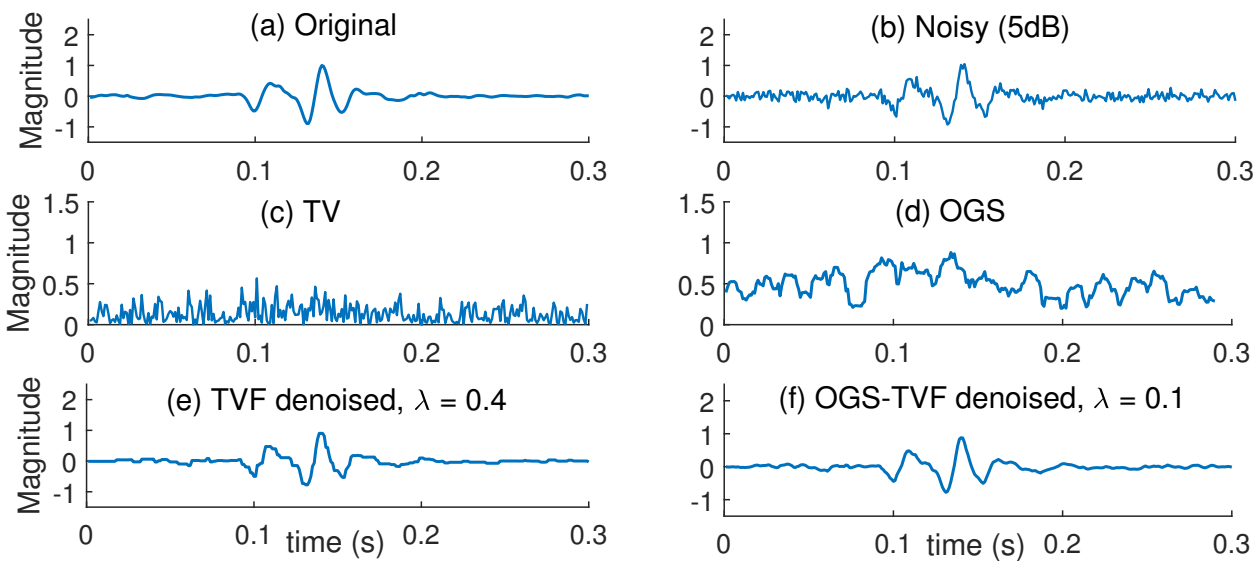 (a) Original
Magnitude
2
1
0
-1
0 0.1 0.2 0.3
(b) Noisy (5dB)
2
1
0
-1
0 0.1 0.2 0.3
(c) TV
Magnitude
1.5
1
0.5
0
0 0.1 0.2 0.3
(d) OGS
1.5
1
0.5
0
0 0.1 0.2 0.3
(e) TVF denoised, λ = 0.4
Magnitude
2
1
0
-1
0 0.1 0.2 0.3
time (s)
(f) OGS-TVF denoised, λ = 0.1
2
1
0
-1
0 0.1 0.2 0.3
time (s)